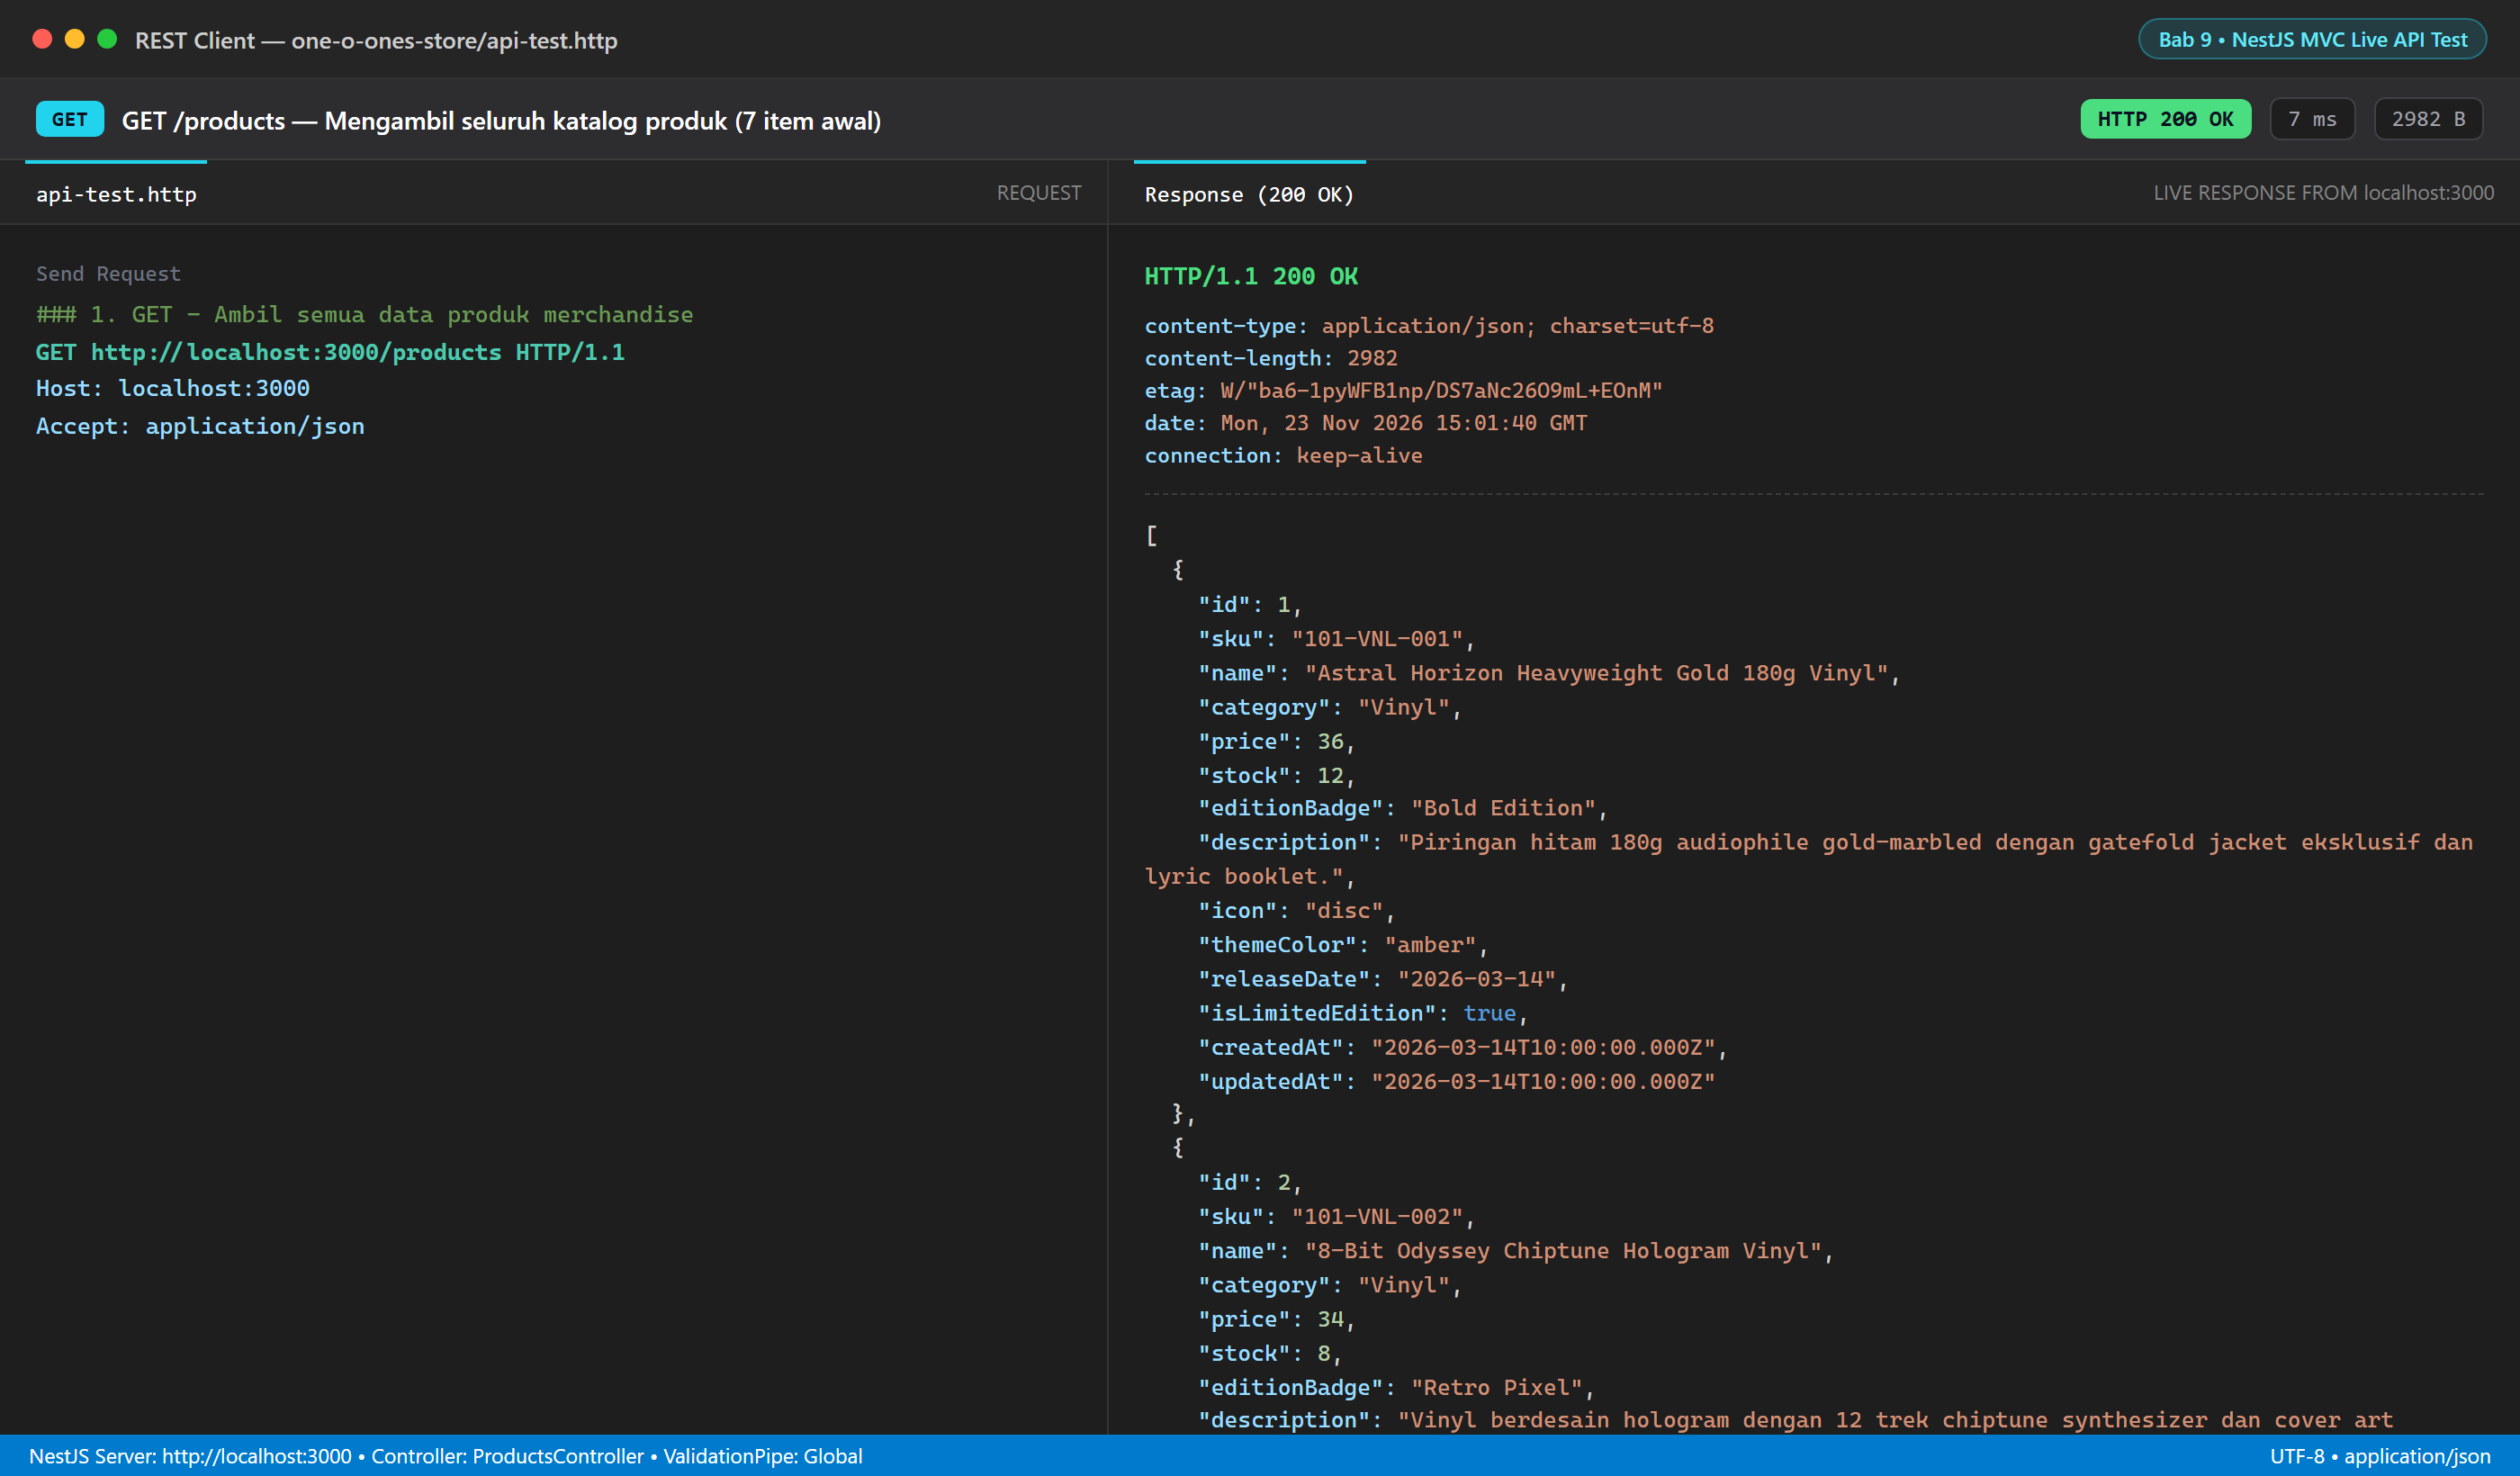 REST Client — one-o-ones-store/api-test.http
Bab 9 • NestJS MVC Live API Test
GET
GET /products — Mengambil seluruh katalog produk (7 item awal)
HTTP 200 OK
7 ms
2982 B
api-test.http
REQUEST
Send Request
### 1. GET - Ambil semua data produk merchandise
GET http://localhost:3000/products HTTP/1.1
Host: localhost:3000
Accept: application/json
Response (200 OK)
LIVE RESPONSE FROM localhost:3000
HTTP/1.1 200 OK
content-type: application/json; charset=utf-8
content-length: 2982
etag: W/"ba6-1pyWFB1np/DS7aNc26O9mL+EOnM"
date: Mon, 23 Nov 2026 15:01:40 GMT
connection: keep-alive
[
  {
    "id": 1,
    "sku": "101-VNL-001",
    "name": "Astral Horizon Heavyweight Gold 180g Vinyl",
    "category": "Vinyl",
    "price": 36,
    "stock": 12,
    "editionBadge": "Bold Edition",
    "description": "Piringan hitam 180g audiophile gold-marbled dengan gatefold jacket eksklusif dan
lyric booklet.",
    "icon": "disc",
    "themeColor": "amber",
    "releaseDate": "2026-03-14",
    "isLimitedEdition": true,
    "createdAt": "2026-03-14T10:00:00.000Z",
    "updatedAt": "2026-03-14T10:00:00.000Z"
  },
  {
    "id": 2,
    "sku": "101-VNL-002",
    "name": "8-Bit Odyssey Chiptune Hologram Vinyl",
    "category": "Vinyl",
    "price": 34,
    "stock": 8,
    "editionBadge": "Retro Pixel",
    "description": "Vinyl berdesain hologram dengan 12 trek chiptune synthesizer dan cover art
NestJS Server: http://localhost:3000 • Controller: ProductsController • ValidationPipe: Global
UTF-8 • application/json